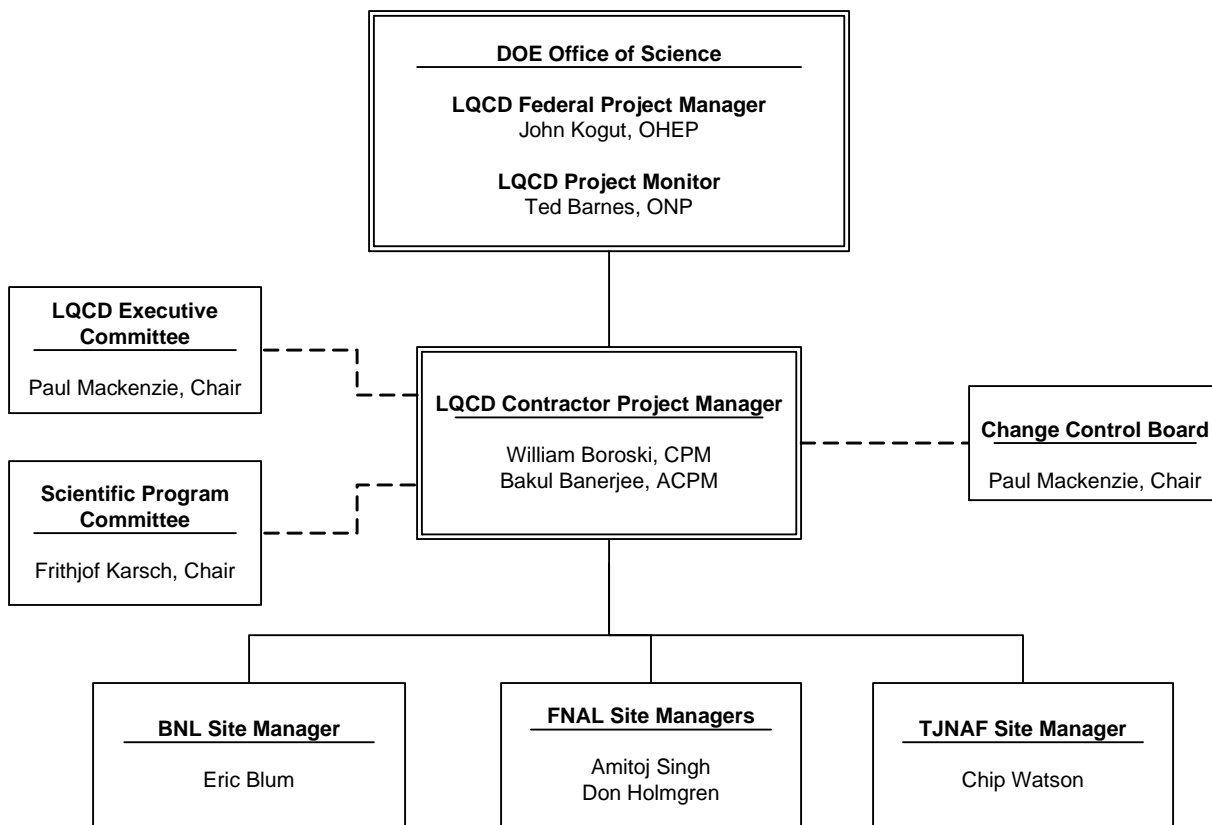 DOE Office of Science
LQCD Federal Project Manager
John Kogut, OHEP
LQCD Project Monitor
Ted Barnes, ONP
LQCD Executive
Committee
Paul Mackenzie, Chair
LQCD Contractor Project Manager
William Boroski, CPM
Bakul Banerjee, ACPM
Change Control Board
Paul Mackenzie, Chair
Scientific Program
Committee
Frithjof Karsch, Chair
BNL Site Manager
Eric Blum
FNAL Site Managers
Amitoj Singh
Don Holmgren
TJNAF Site Manager
Chip Watson